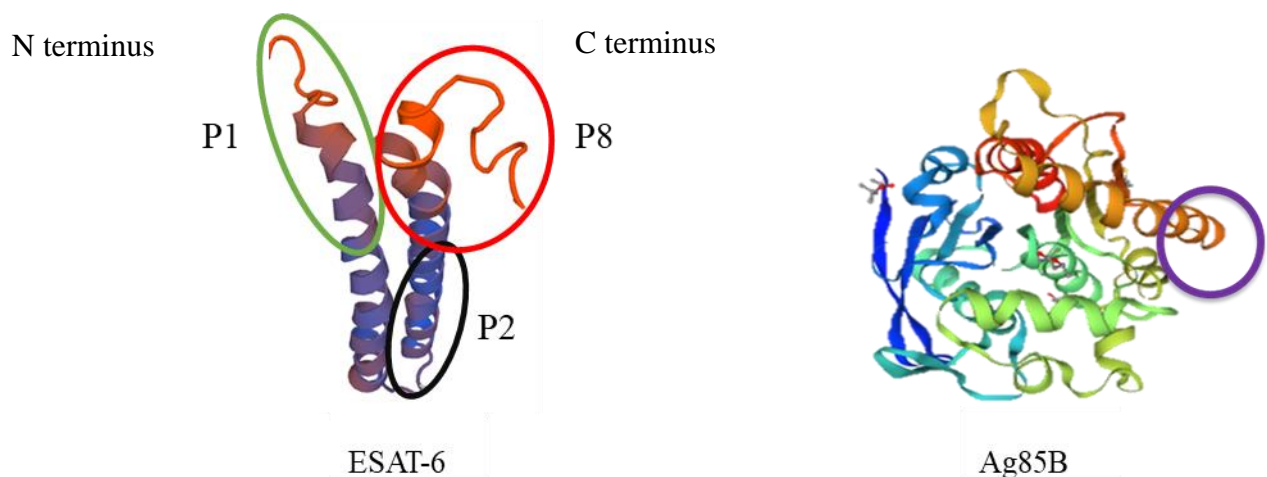 N terminus
C terminus
P1
P8
P2
ESAT-6
Ag85B